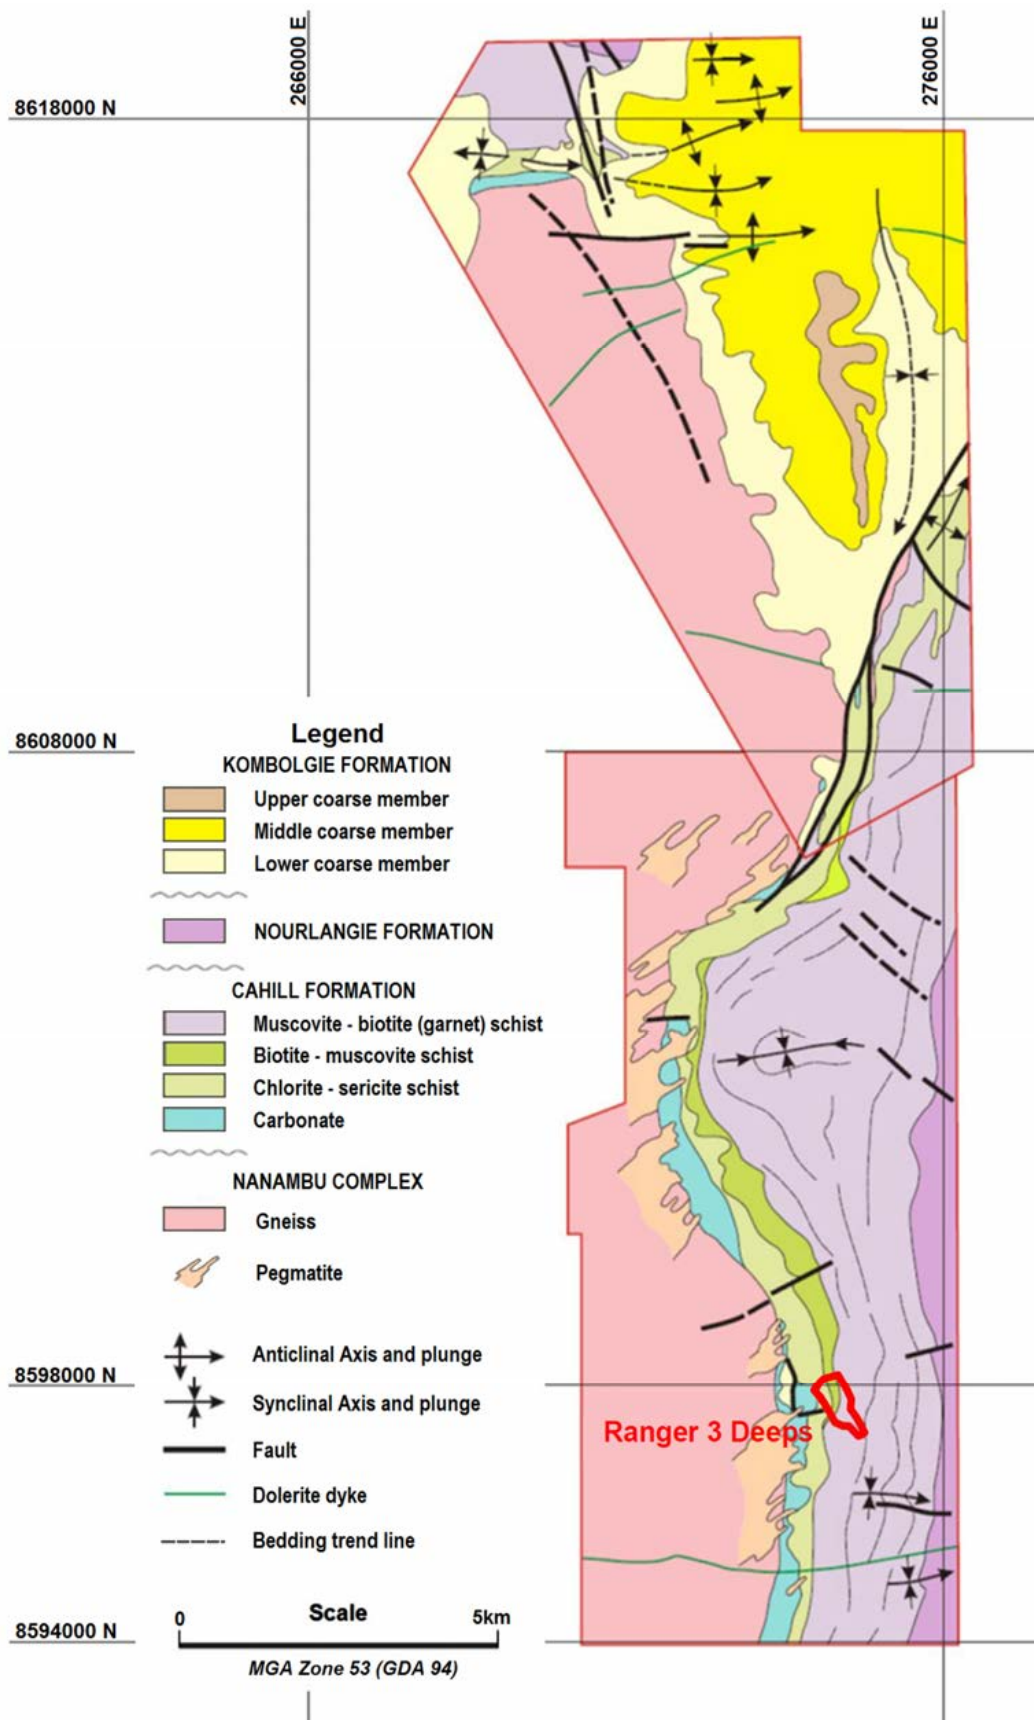 266000 E
276000 E
8618000 N
8608000 N
Legend
KOMBOLGIE FORMATION
Upper coarse member
Middle coarse member
Lower coarse member
NOURLANGIE FORMATION
CAHILL FORMATION
Muscovite - biotite (garnet) schist
Biotite - muscovite schist
Chlorite - sericite schist
Carbonate
NANAMBU COMPLEX
Gneiss
Pegmatite
Anticlinal Axis and plunge
8598000 N
Synclinal Axis and plunge
Ranger 3 Deeps
Fault
Dolerite dyke
Bedding trend line
0 Scale 5km
8594000 N
MGA Zone 53 (GDA 94)